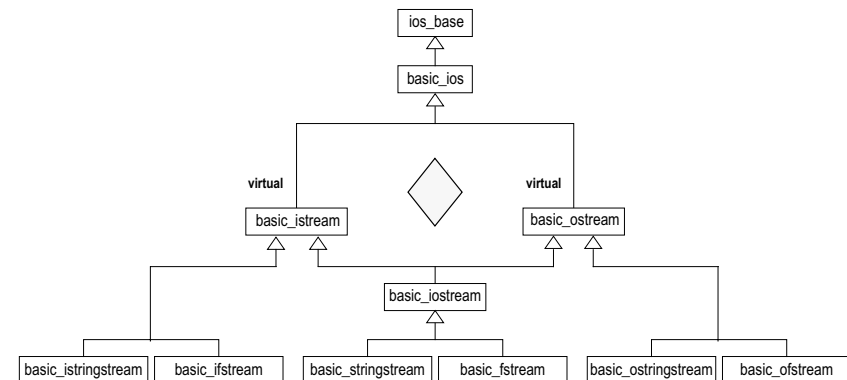 ios_base
basic_ios
virtual
virtual
basic_istream
basic_ostream
basic_iostream
basic_istringstream
basic_ifstream
basic_stringstream
basic_fstream
basic_ostringstream
basic_ofstream